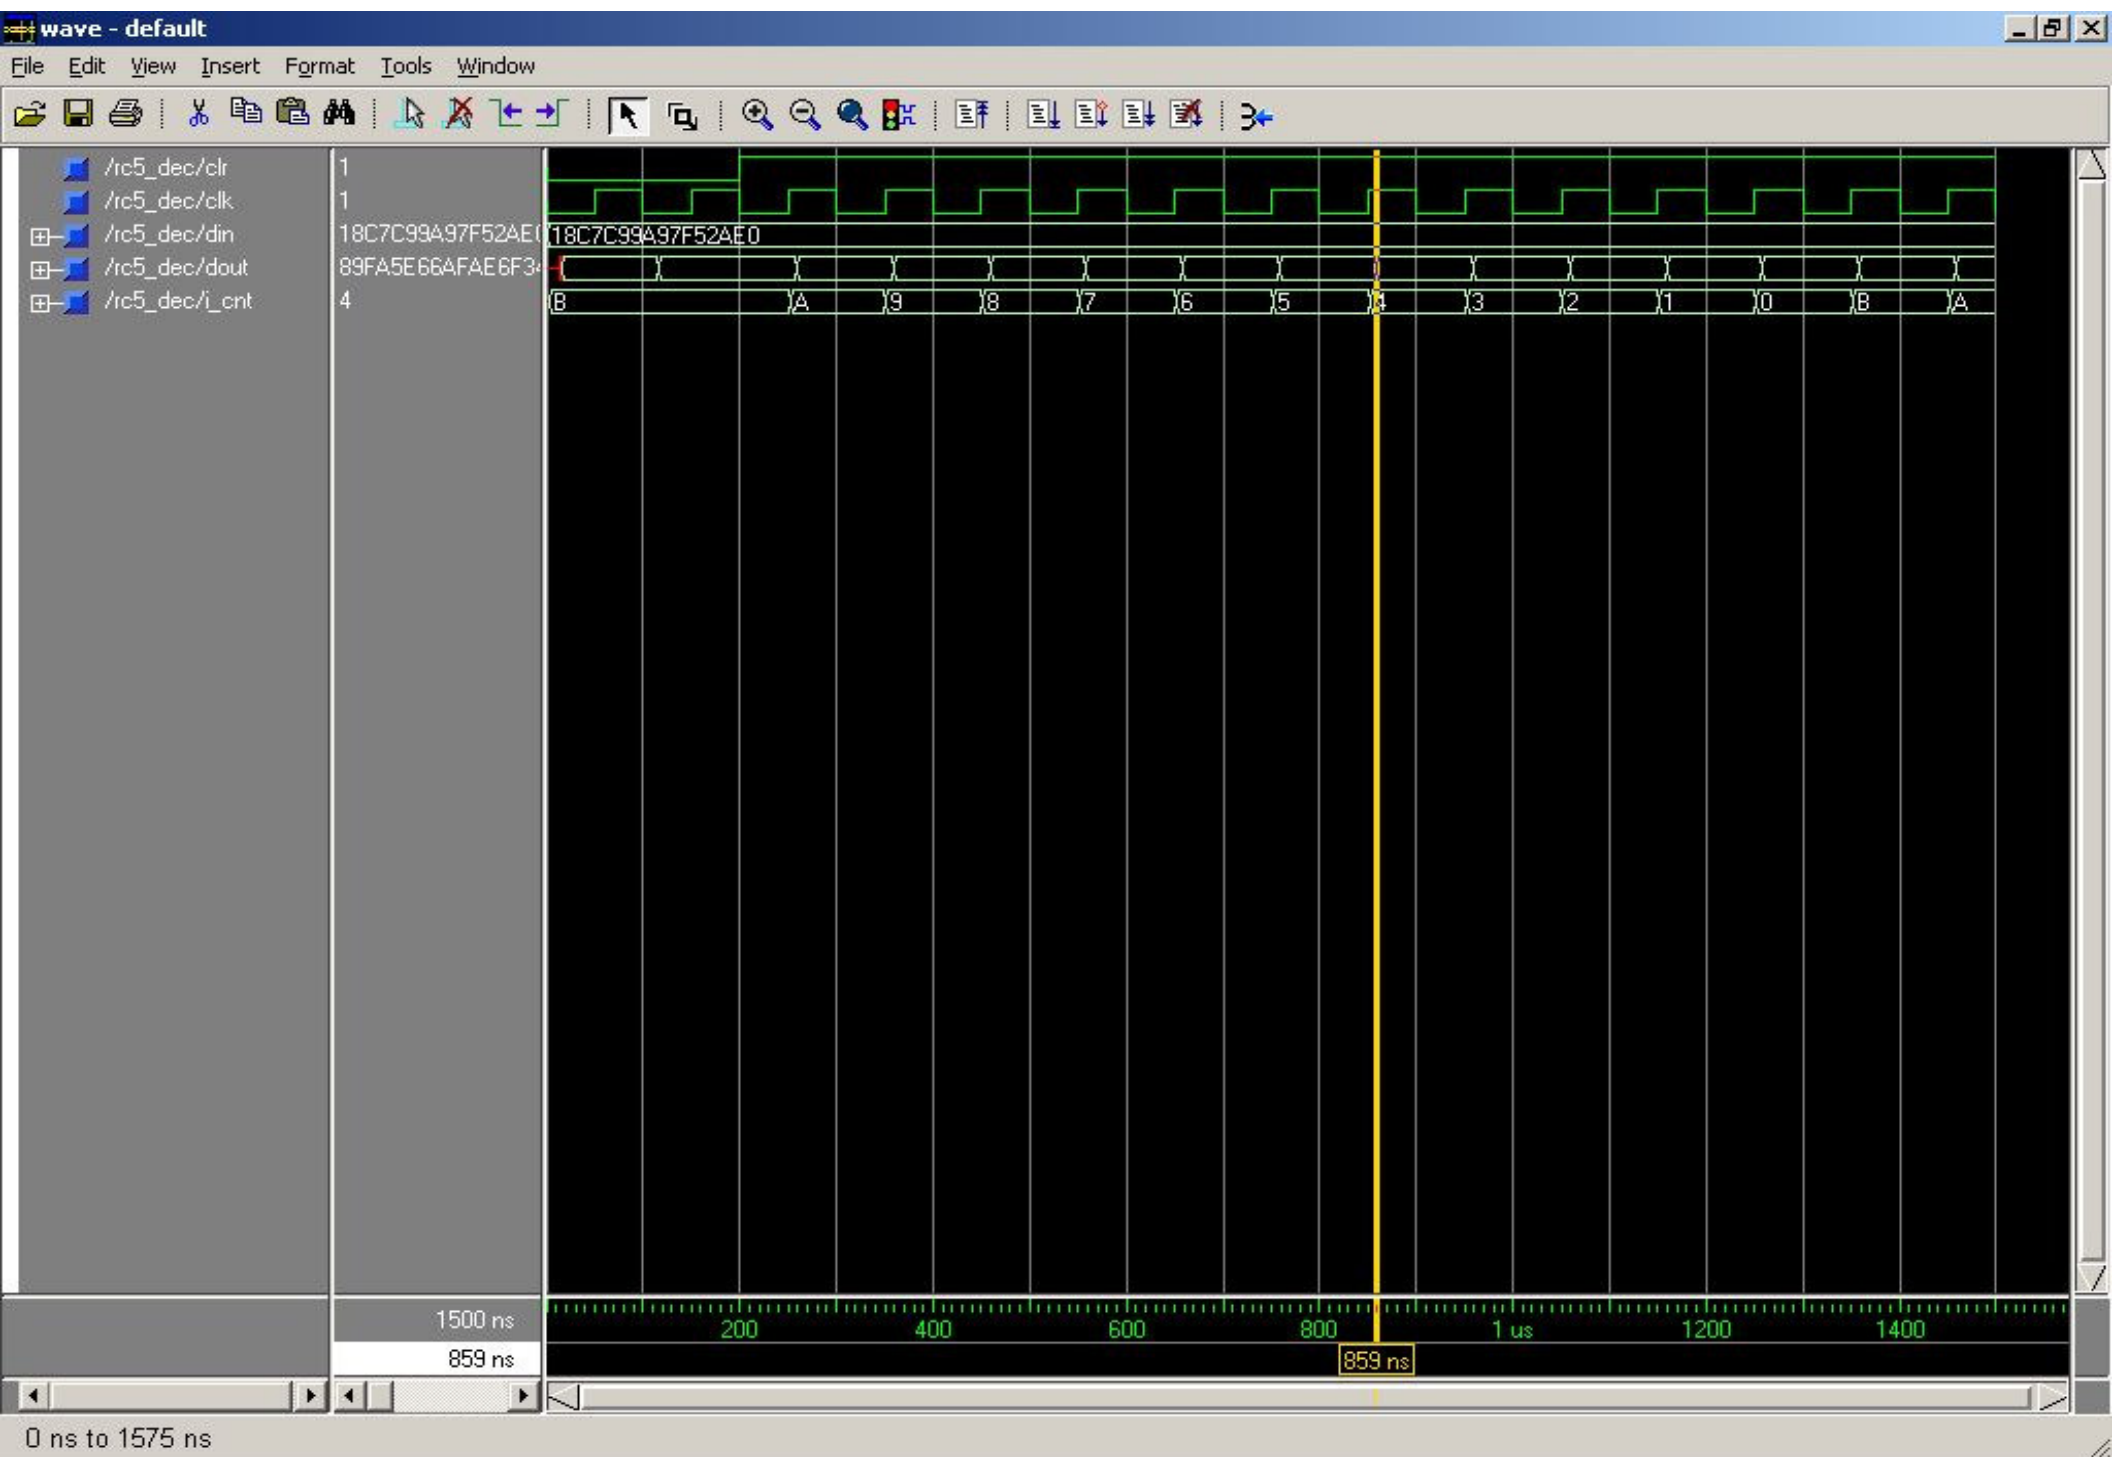 wave - default
File Edit View Insert Format Tools Window
/rc5_dec/clr 1
/rc5_dec/clk 1
/rc5_dec/din 18C7C99A97F52AE 18C7C99A97F52AE0
/rc5_dec/dout 89FA5E66AFAE6F3
/rc5_dec/i_cnt 4 B A 9 8 7 6 5 4 3 2 1 0 B A
1500 ns 200 400 600 800 1 us 1200 1400
859 ns 859 ns
0 ns to 1575 ns